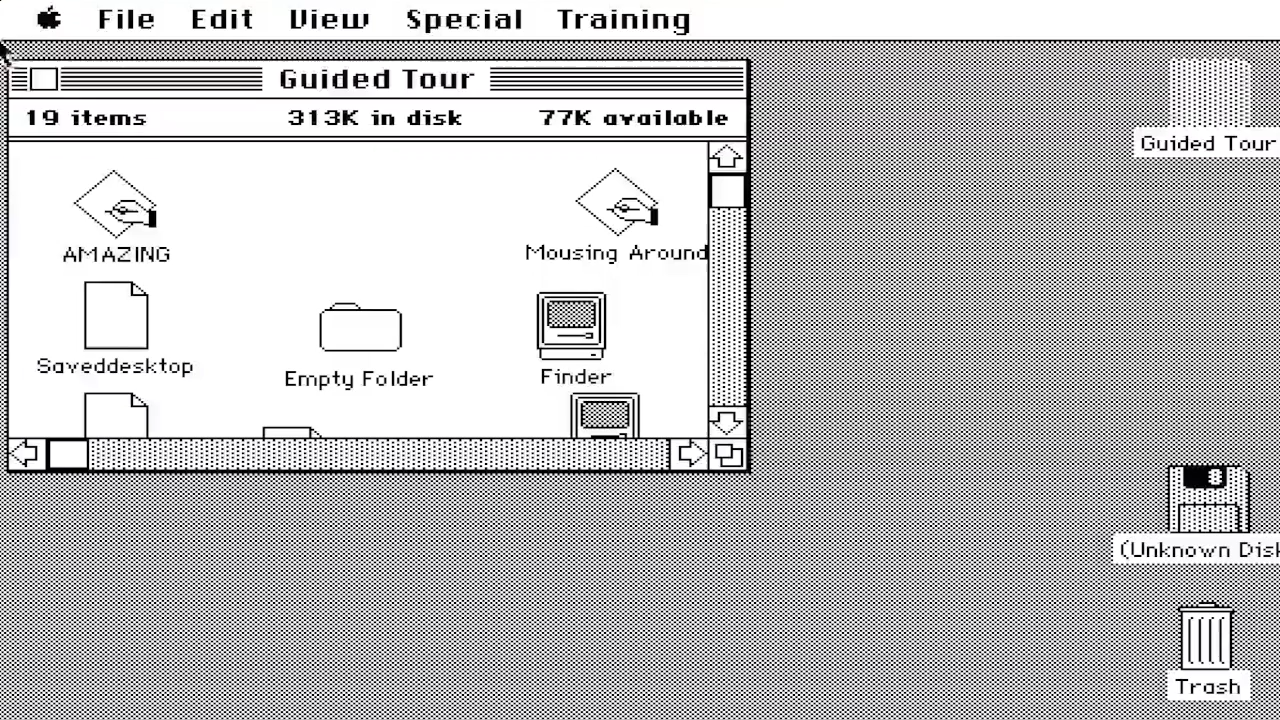 File Edit View Special Training
Guided Tour
19 items 313K in disk 77K available
AMAZING
Mousing Around
Saveddesktop
Empty Folder
Finder
Guided Tour
(Unknown Disk
Trash